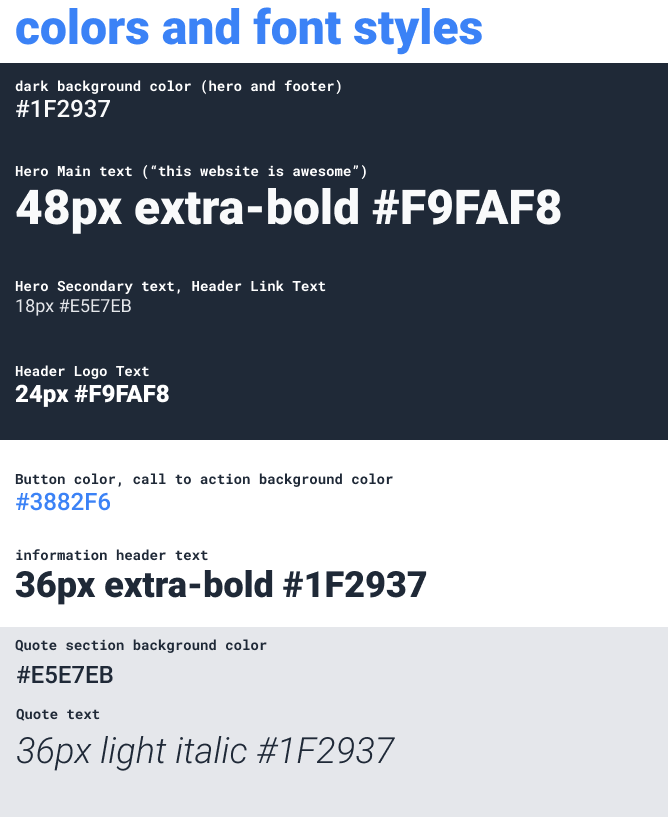 colors and font styles
dark background color (hero and footer)
#1F2937
Hero Main text (“this website is awesome”)
48px extra-bold #F9FAF8
Hero Secondary text, Header Link Text
18px #E5E7EB
Header Logo Text
24px #F9FAF8
Button color, call to action background color
#3882F6
information header text
36px extra-bold #1F2937
Quote section background color
#E5E7EB
Quote text
36px light italic #1F2937